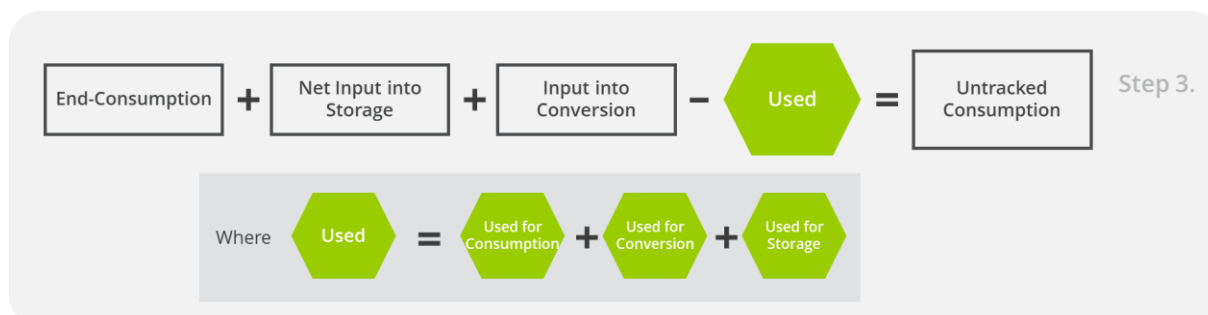 End-Consumption + Net Input into Storage + Input into Conversion − Used = Untracked Consumption Step 3.
Where Used = Used for Consumption + Used for Conversion + Used for Storage